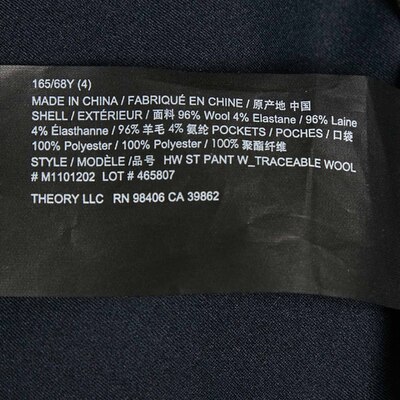 165/68Y (4)
MADE IN CHINA / FABRIQUÉ EN CHINE / 原产地 中国
SHELL / EXTÉRIEUR / 面料 96% Wool 4% Elastane / 96% Laine
4% Élasthanne / 96% 羊毛 4% 氨纶 POCKETS / POCHES / 口袋
100% Polyester / 100% Polyester / 100% 聚酯纤维
STYLE / MODÈLE /品号 HW ST PANT W_TRACEABLE WOOL
# M1101202 LOT # 465807
THEORY LLC RN 98406 CA 39862